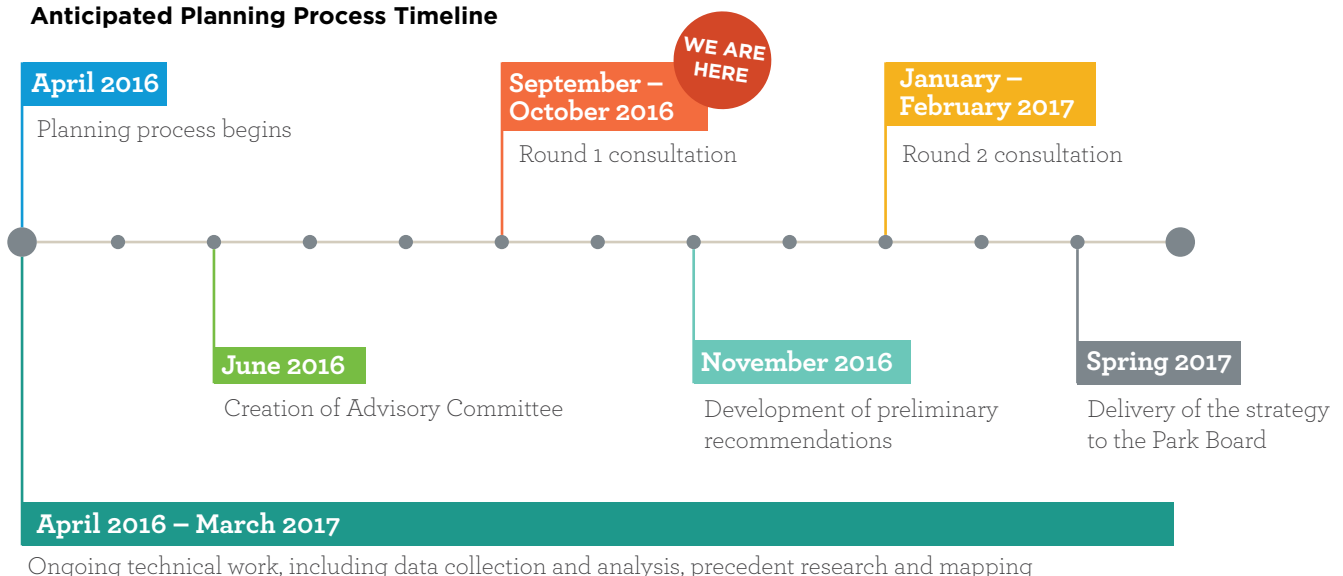 Anticipated Planning Process Timeline
April 2016
Planning process begins
September –
October 2016
WE ARE
HERE
Round 1 consultation
January –
February 2017
Round 2 consultation
June 2016
Creation of Advisory Committee
November 2016
Development of preliminary
recommendations
Spring 2017
Delivery of the strategy
to the Park Board
April 2016 – March 2017
Ongoing technical work, including data collection and analysis, precedent research and mapping